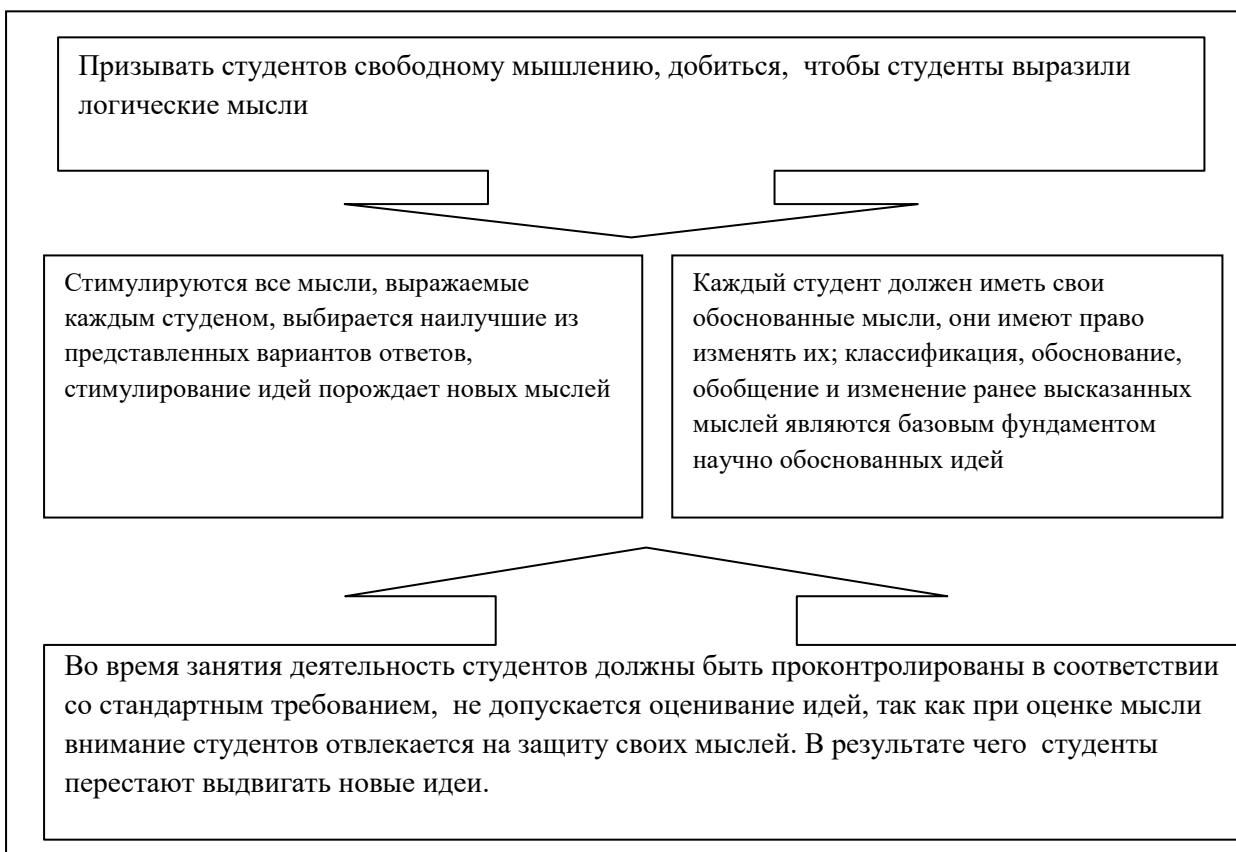 Призывать студентов свободному мышлению, добиться, чтобы студенты выразили
логические мысли
Стимулируются все мысли, выражаемые
каждым студеном, выбирается наилучшие из
представленных вариантов ответов,
стимулирование идей порождает новых мыслей
Каждый студент должен иметь свои
обоснованные мысли, они имеют право
изменять их; классификация, обоснование,
обобщение и изменение ранее высказанных
мыслей являются базовым фундаментом
научно обоснованных идей
Во время занятия деятельность студентов должны быть проконтролированы в соответствии
со стандартным требованием, не допускается оценивание идей, так как при оценке мысли
внимание студентов отвлекается на защиту своих мыслей. В результате чего студенты
перестают выдвигать новые идеи.